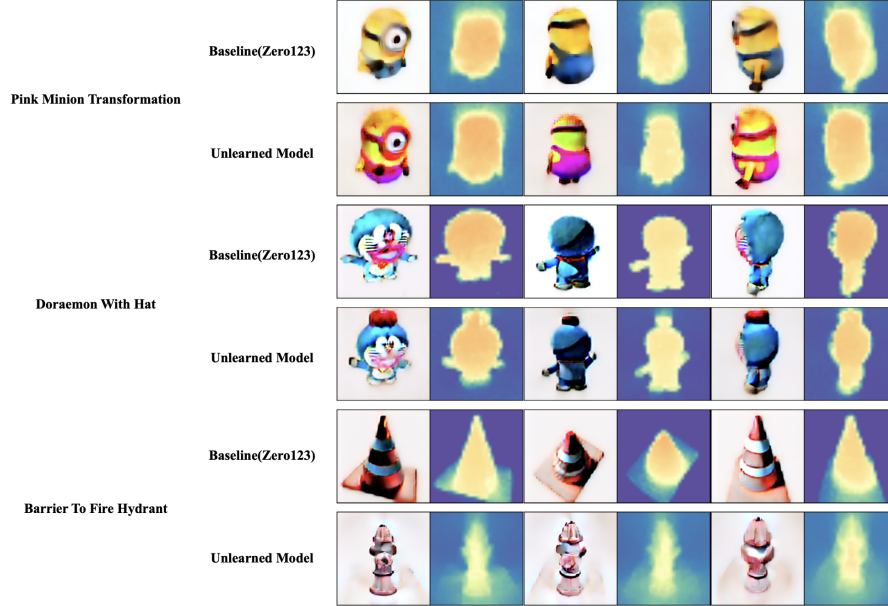 Baseline(Zero123)
Pink Minion Transformation
Unlearned Model
Baseline(Zero123)
Doraemon With Hat
Unlearned Model
Baseline(Zero123)
Barrier To Fire Hydrant
Unlearned Model